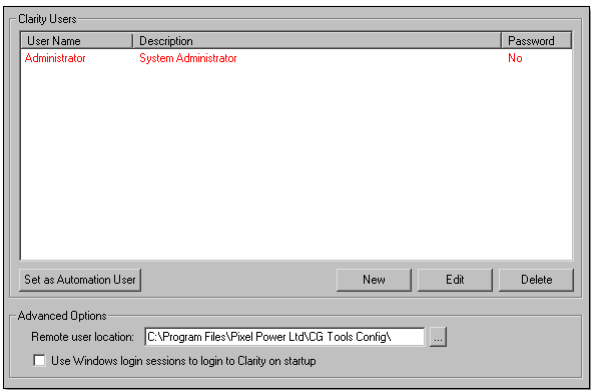 Clarity Users
User Name Description Password
Administrator System Administrator No
Set as Automation User New Edit Delete
Advanced Options
Remote user location: C:\Program Files\Pixel Power Ltd\CG Tools Config\ ...
Use Windows login sessions to login to Clarity on startup